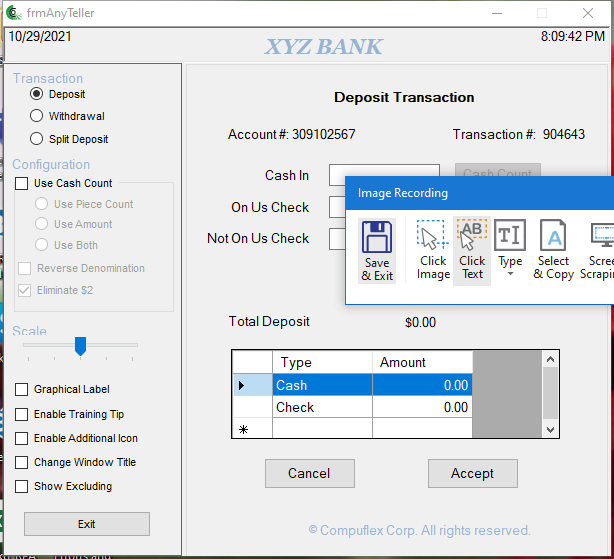 frmAnyTeller
10/29/2021
XYZ BANK
8:09:42 PM
Transaction
Deposit
Withdrawal
Split Deposit
Configuration
Use Cash Count
Use Piece Count
Use Amount
Use Both
Reverse Denomination
Eliminate $2
Scale
Graphical Label
Enable Training Tip
Enable Additional Icon
Change Window Title
Show Excluding
Exit
Deposit Transaction
Account #: 309102567 Transaction #: 904643
Cash In Cash Count
On Us Check
Not On Us Check
Image Recording
Save
& Exit
Click
Image
Click
Text
AB
Type
Select
& Copy
Scree
Scrapin
Total Deposit $0.00
Type Amount
Cash 0.00
Check 0.00
Cancel Accept
© Compuflex Corp. All rights reserved.